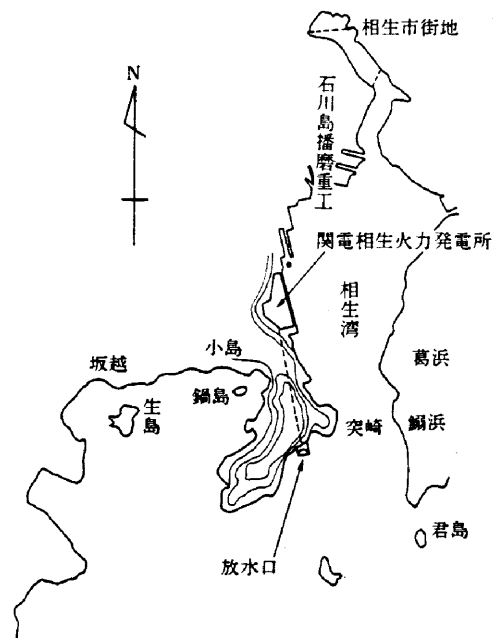 相生市街地
N
石川島播磨重工
関電相生火力発電所
相生湾
小島
坂越
葛浜
鍋島
生島
突崎
鰯浜
君島
放水口